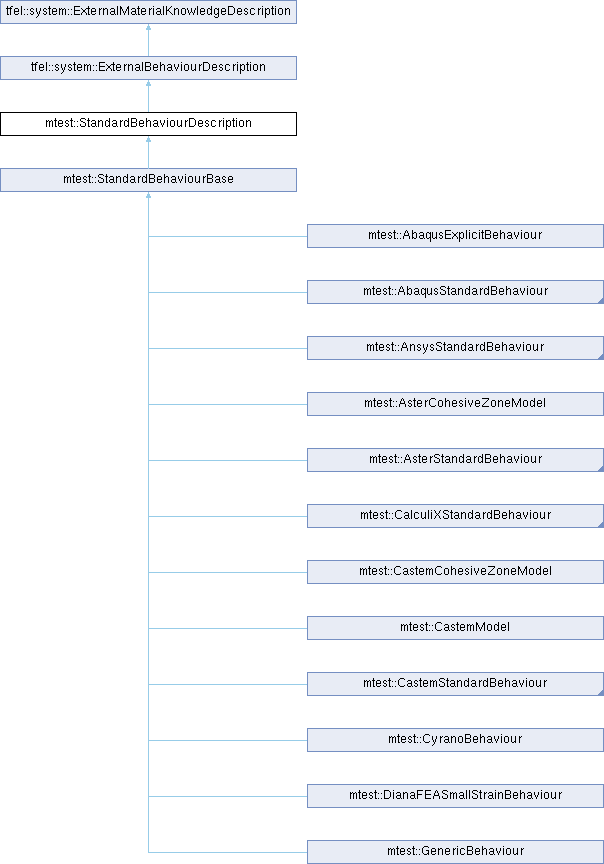 tfel::system::ExternalMaterialKnowledgeDescription
tfel::system::ExternalBehaviourDescription
mtest::StandardBehaviourDescription
mtest::StandardBehaviourBase
mtest::AbaqusExplicitBehaviour
mtest::AbaqusStandardBehaviour
mtest::AnsysStandardBehaviour
mtest::AsterCohesiveZoneModel
mtest::AsterStandardBehaviour
mtest::CalculiXStandardBehaviour
mtest::CastemCohesiveZoneModel
mtest::CastemModel
mtest::CastemStandardBehaviour
mtest::CyranoBehaviour
mtest::DianaFEASmallStrainBehaviour
mtest::GenericBehaviour